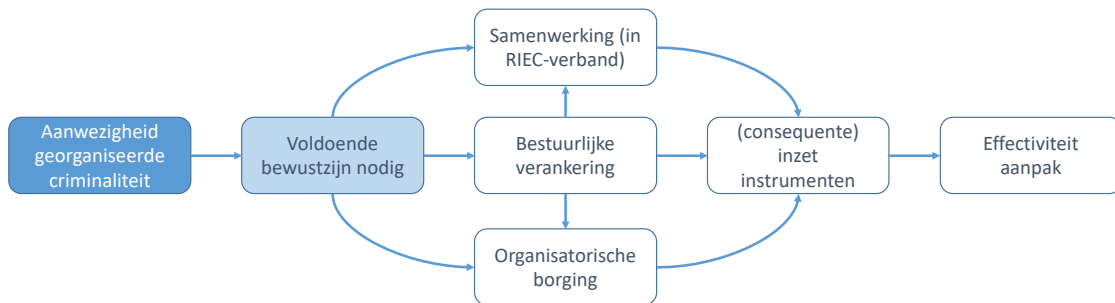 Samenwerking (in
RIEC-verband)
Aanwezigheid
georganiseerde
criminaliteit
Voldoende
bewustzijn nodig
Bestuurlijke
verankering
(consequente)
inzet
instrumenten
Effectiviteit
aanpak
Organisatorische
borging